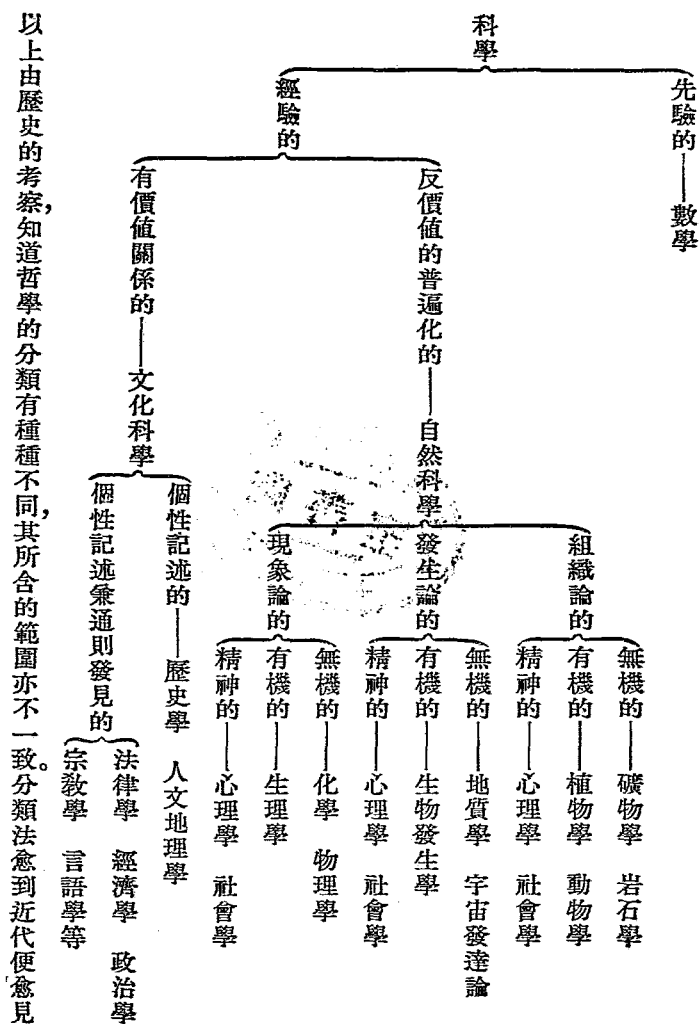 科學
先驗的——數學
經驗的
反價値的普遍化的——自然科學
組織論的
無機的——礦物學　岩石學
有機的——植物學　動物學
精神的——心理學　社會學
發生論的
無機的——地質學　宇宙發達論
有機的——生物發生學
精神的——心理學　社會學
現象論的
無機的——化學　物理學
有機的——生理學
精神的——心理學　社會學
有價値關係的——文化科學
個性記述的——歷史學　人文地理學
個性記述兼通則發見的
法律學　經濟學　政治學
宗敎學　言語學等
以上由歷史的考察，知道哲學的分類有種種不同，其所含的範圍亦不一致。分類法愈到近代便愈見